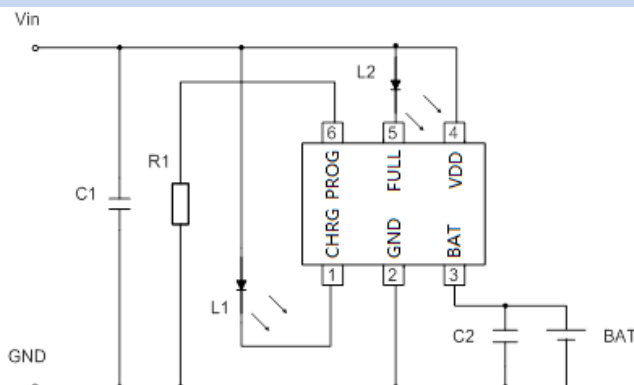 Vin
L2
6 5 4
R1
PROG FULL VDD
C1
CHRG GND BAT
1 2 3
L1
C2 BAT
GND